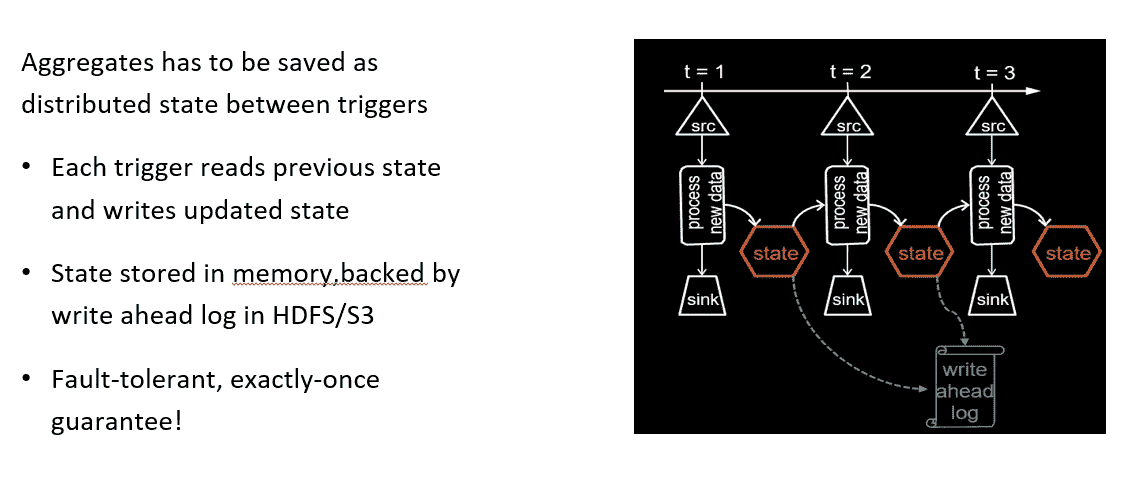 Aggregates has to be saved as
distributed state between triggers
• Each trigger reads previous state
and writes updated state
• State stored in memory,backed by
write ahead log in HDFS/S3
• Fault-tolerant, exactly-once
guarantee!
t = 1
t = 2
t = 3
src
src
src
process
new data
process
new data
process
new data
state
state
state
sink
sink
sink
write
ahead
log